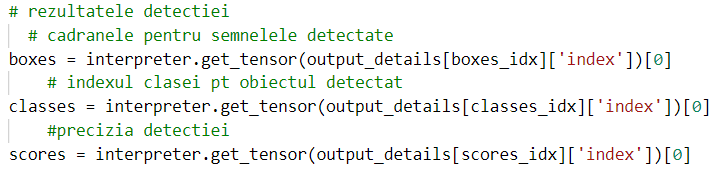 # rezultatele detectiei
# cadranele pentru semnelele detectate
boxes = interpreter.get_tensor(output_details[boxes_idx]['index'])[0]
# indexul clasei pt obiectul detectat
classes = interpreter.get_tensor(output_details[classes_idx]['index'])[0]
#precizia detectiei
scores = interpreter.get_tensor(output_details[scores_idx]['index'])[0]